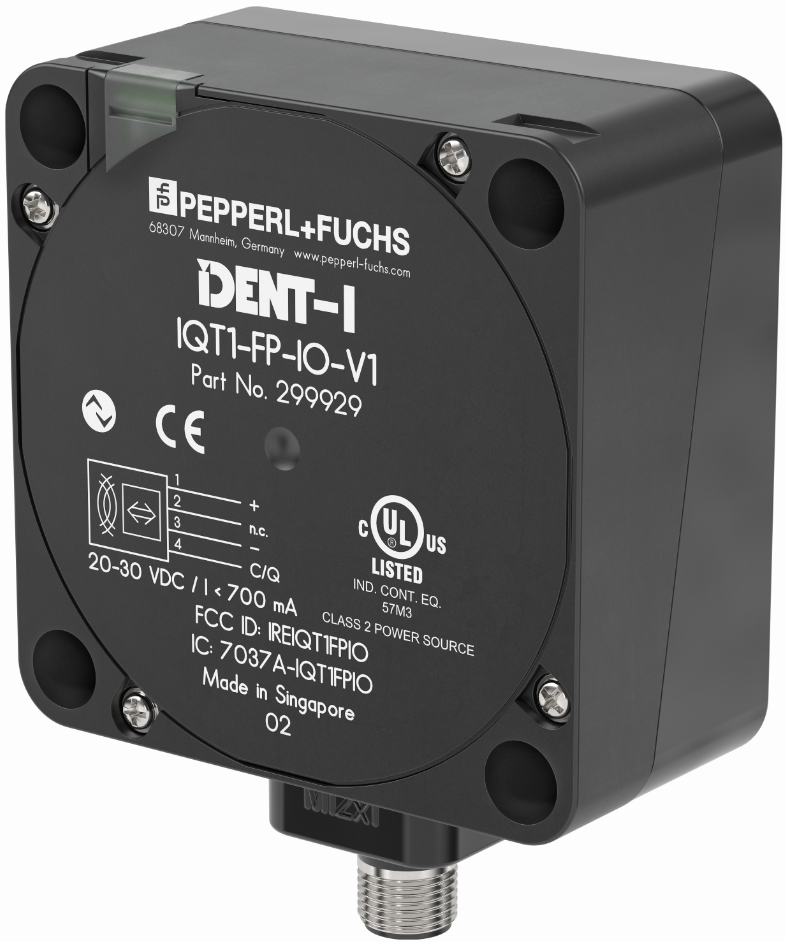 PEPPERL+FUCHS
68307 Mannheim, Germany www.pepperl-fuchs.com
IDENT-I
IQT1-FP-IO-V1
Part No. 299929
CE
1
+
2
n.c.
3
–
4
C/Q
20-30 VDC / I < 700 mA
C UL US
®
LISTED
IND. CONT. EQ.
57M3
CLASS 2 POWER SOURCE
FCC ID: IREIQT1FPIO
IC: 7037A-IQT1FPIO
Made in Singapore
02
M12x1